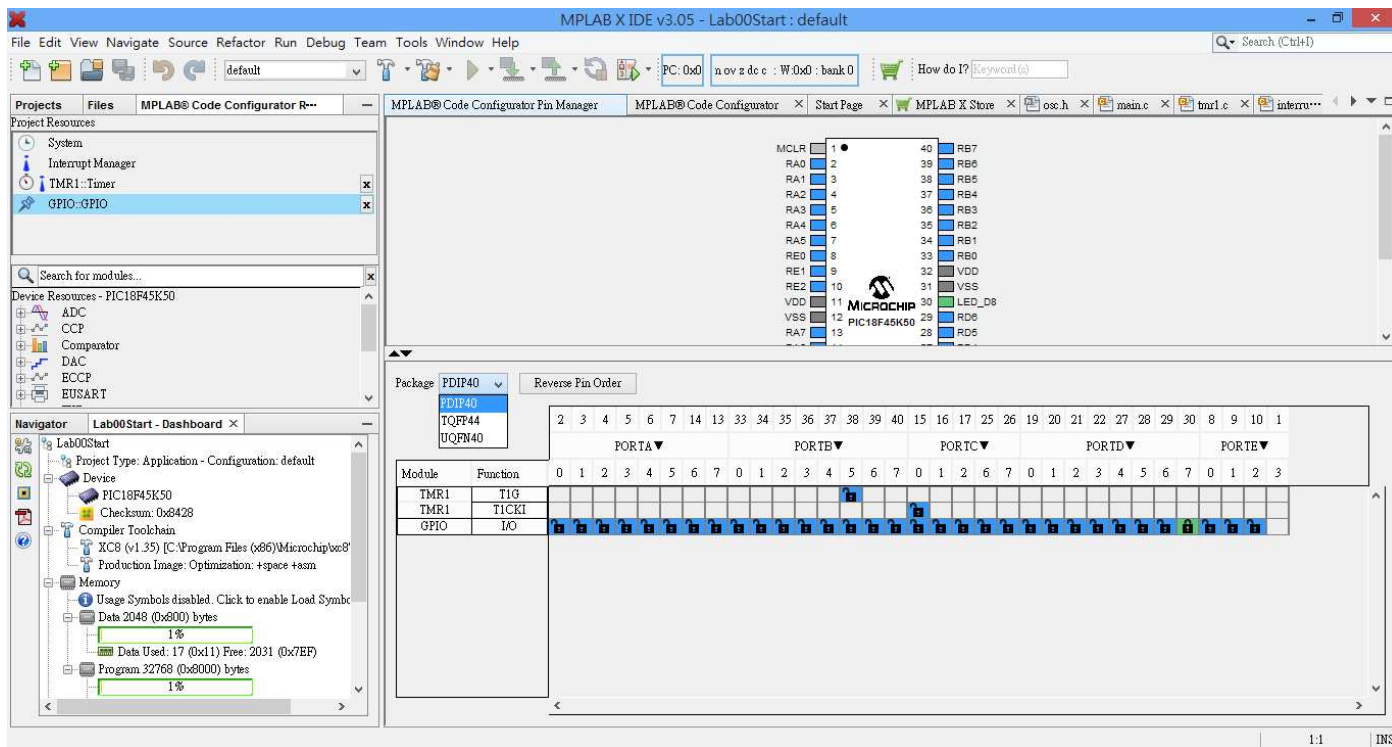 MPLAB X IDE v3.05 - Lab00Start : default
File Edit View Navigate Source Refactor Run Debug Team Tools Window Help
Search (Ctrl+I)
default
PC: 0x0
n ov z dc c : W:0x0 : bank 0
How do I?
Keyword(s)
Projects Files MPLAB® Code Configurator R···
Project Resources
System
Interrupt Manager
TMR1::Timer
GPIO::GPIO
Search for modules...
Device Resources - PIC18F45K50
ADC
CCP
Comparator
DAC
ECCP
EUSART
Navigator Lab00Start - Dashboard
Lab00Start
Project Type: Application - Configuration: default
Device
PIC18F45K50
Checksum: 0x8428
Compiler Toolchain
XC8 (v1.35) [C:\Program Files (x86)\Microchip\xc8'
Production Image: Optimization: +space +asm
Memory
Usage Symbols disabled. Click to enable Load Symbo
Data 2048 (0x800) bytes
1%
Data Used: 17 (0x11) Free: 2031 (0x7EF)
Program 32768 (0x8000) bytes
1%
MPLAB® Code Configurator Pin Manager MPLAB® Code Configurator Start Page MPLAB X Store osc.h main.c tmr1.c interru···
MCLR 1 40 RB7
RA0 2 39 RB6
RA1 3 38 RB5
RA2 4 37 RB4
RA3 5 36 RB3
RA4 6 35 RB2
RA5 7 34 RB1
RE0 8 33 RB0
RE1 9 32 VDD
RE2 10 31 VSS
VDD 11 MICROCHIP 30 LED_D8
VSS 12 PIC18F45K50 29 RD6
RA7 13 28 RD5
Package PDIP40 Reverse Pin Order
PDIP40
TQFP44
UQFN40
2 3 4 5 6 7 14 13 33 34 35 36 37 38 39 40 15 16 17 25 26 19 20 21 22 27 28 29 30 8 9 10 1
PORTA▼ PORTB▼ PORTC▼ PORTD▼ PORTE▼
Module Function 0 1 2 3 4 5 6 7 0 1 2 3 4 5 6 7 0 1 2 6 7 0 1 2 3 4 5 6 7 0 1 2 3
TMR1 T1G
TMR1 T1CKI
GPIO I/O
1:1 INS